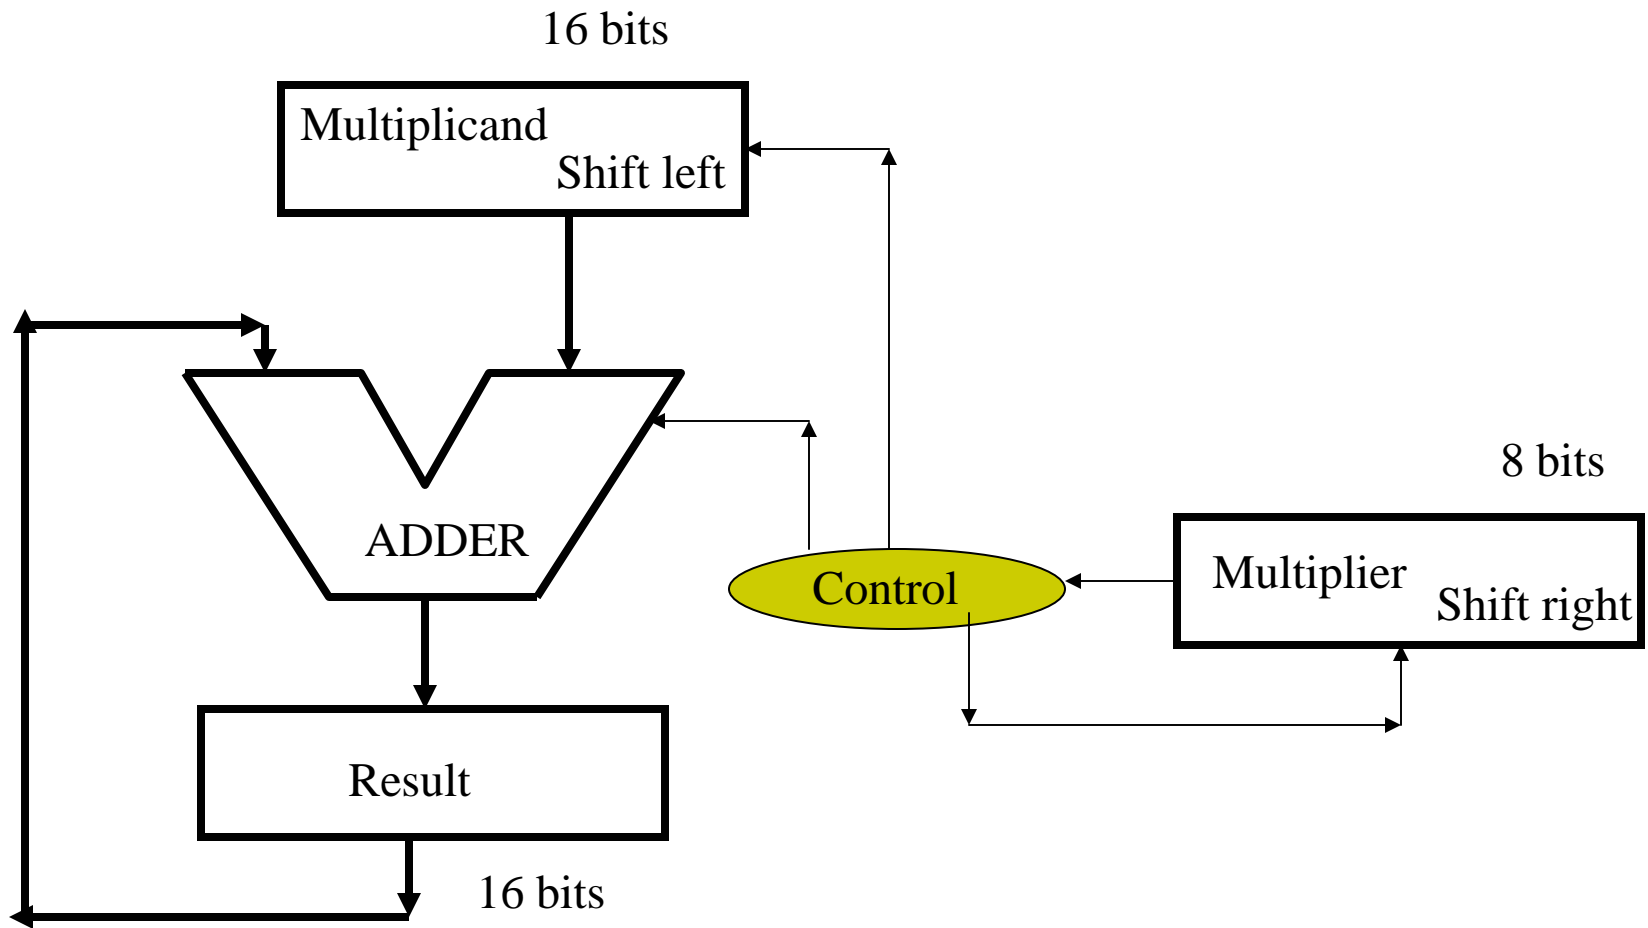 16 bits
Multiplicand
Shift left
8 bits
ADDER
Control
Multiplier
Shift right
Result
16 bits